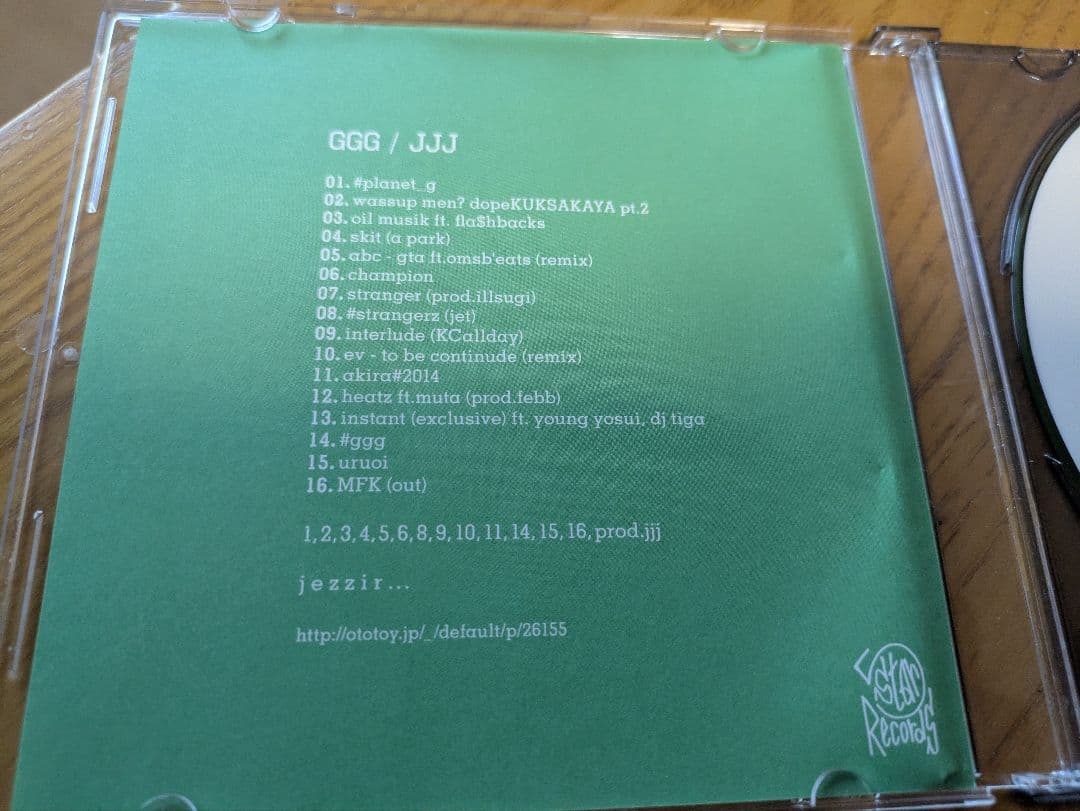 GGG / JJJ
01. #planet_g
02. wassup men? dopeKUKSAKAYA pt.2
03. oil musik ft. fla$hbacks
04. skit (a park)
05. abc - gta ft.omsb'eats (remix)
06. champion
07. stranger (prod.illsugi)
08. #strangerz (jet)
09. interlude (KCallday)
10. ev - to be continude (remix)
11. akira#2014
12. heatz ft.muta (prod.febb)
13. instant (exclusive) ft. young yosui, dj tiga
14. #ggg
15. uruoi
16. MFK (out)
1,2,3,4,5,6,8,9,10,11,14,15,16,prod.jjj
jezzir...
http://ototoy.jp/_/default/p/26155
5star
Records